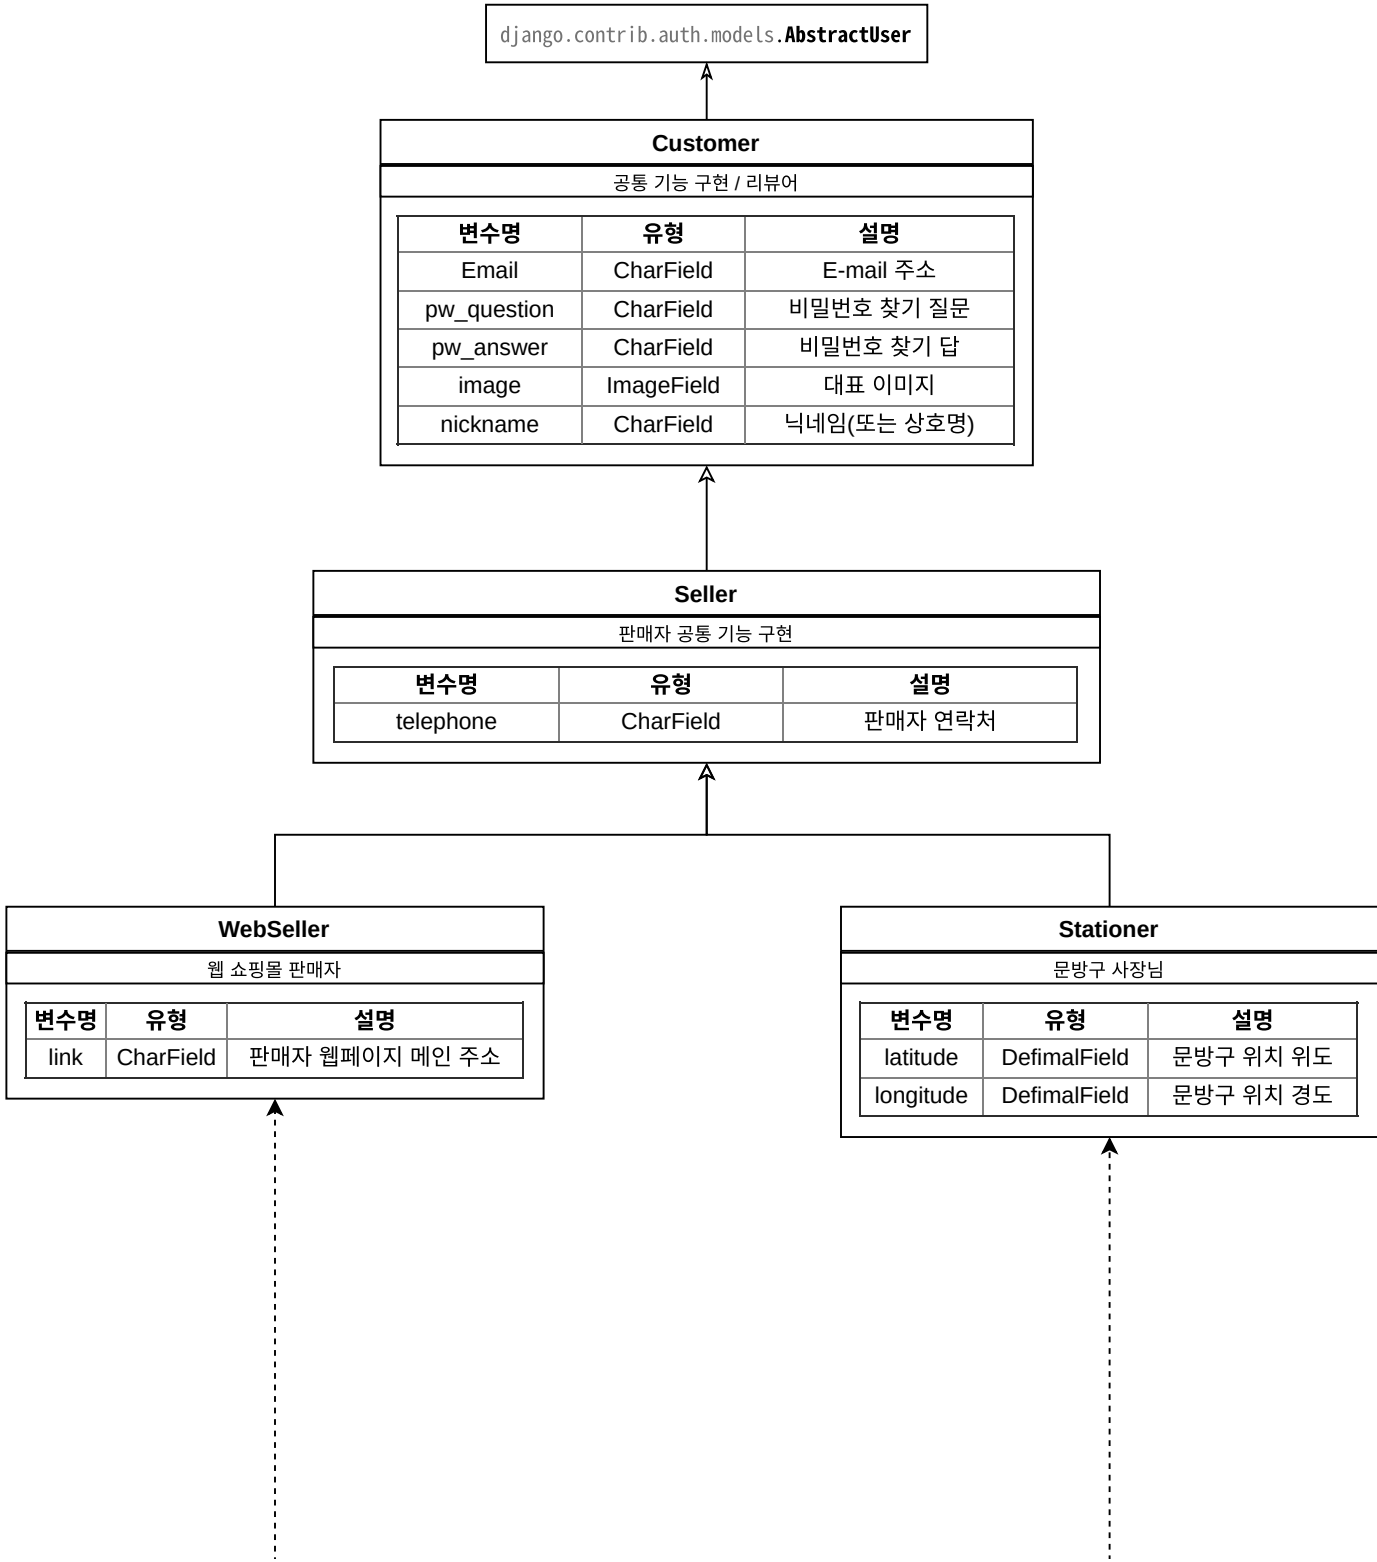 django.contrib.auth.models.AbstractUser
Customer
공통 기능 구현 / 리뷰어
변수명 유형 설명
Email CharField E-mail 주소
pw_question CharField 비밀번호 찾기 질문
pw_answer CharField 비밀번호 찾기 답
image ImageField 대표 이미지
nickname CharField 닉네임(또는 상호명)
Seller
판매자 공통 기능 구현
변수명 유형 설명
telephone CharField 판매자 연락처
WebSeller
웹 쇼핑몰 판매자
변수명 유형 설명
link CharField 판매자 웹페이지 메인 주소
Stationer
문방구 사장님
변수명 유형 설명
latitude DefimalField 문방구 위치 위도
longitude DefimalField 문방구 위치 경도